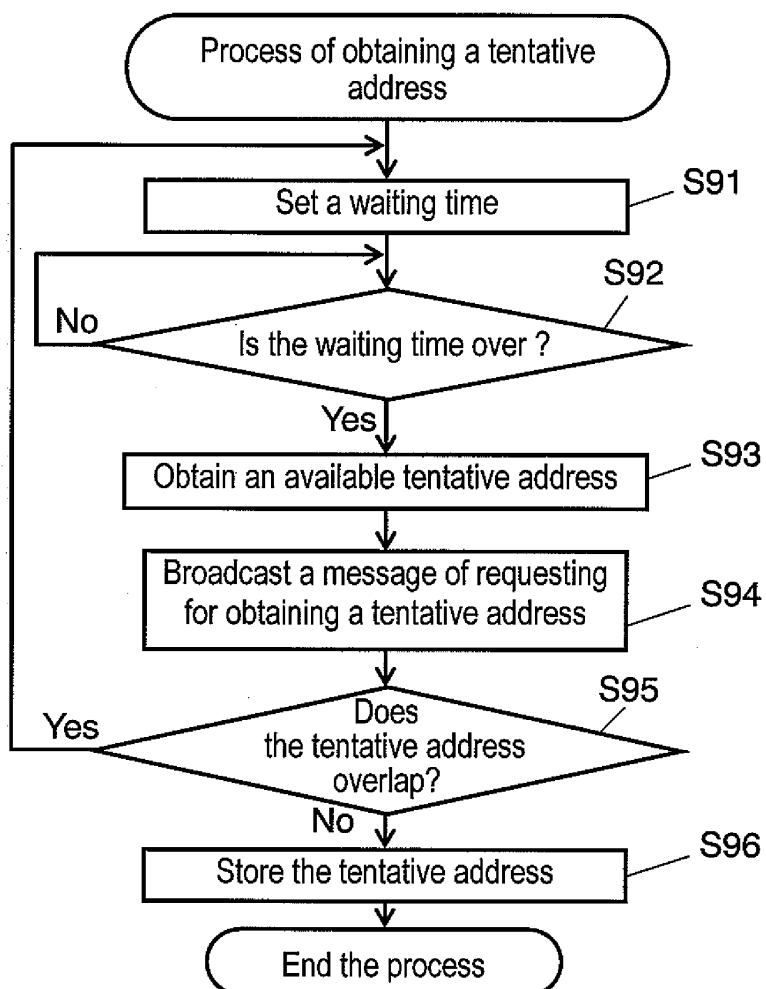 Process of obtaining a tentative
address
Set a waiting time
S91
S92
No
Is the waiting time over ?
Yes
Obtain an available tentative address
S93
Broadcast a message of requesting
for obtaining a tentative address
S94
S95
Yes
Does
the tentative address
overlap?
No
Store the tentative address
S96
End the process